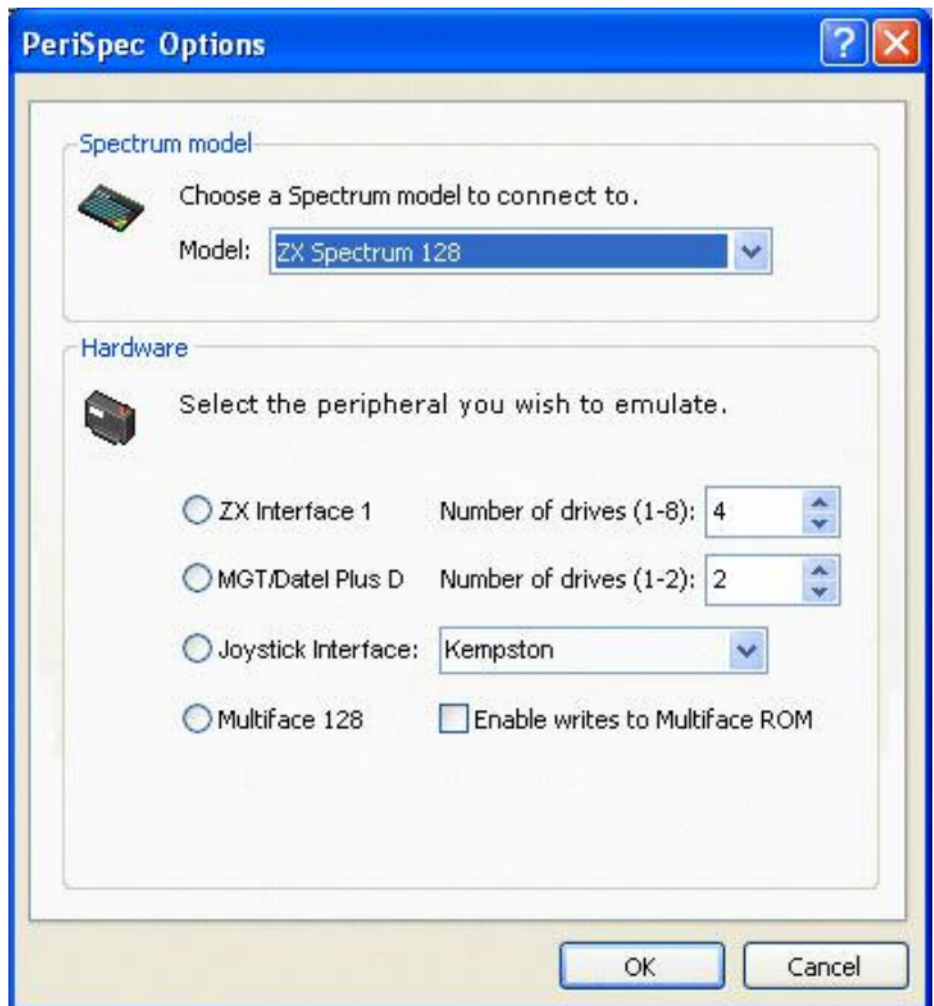 PeriSpec Options
Spectrum model
Choose a Spectrum model to connect to.
Model: ZX Spectrum 128
Hardware
Select the peripheral you wish to emulate.
ZX Interface 1 Number of drives (1-8): 4
MGT/Datel Plus D Number of drives (1-2): 2
Joystick Interface: Kempston
Multiface 128 Enable writes to Multiface ROM
OK Cancel